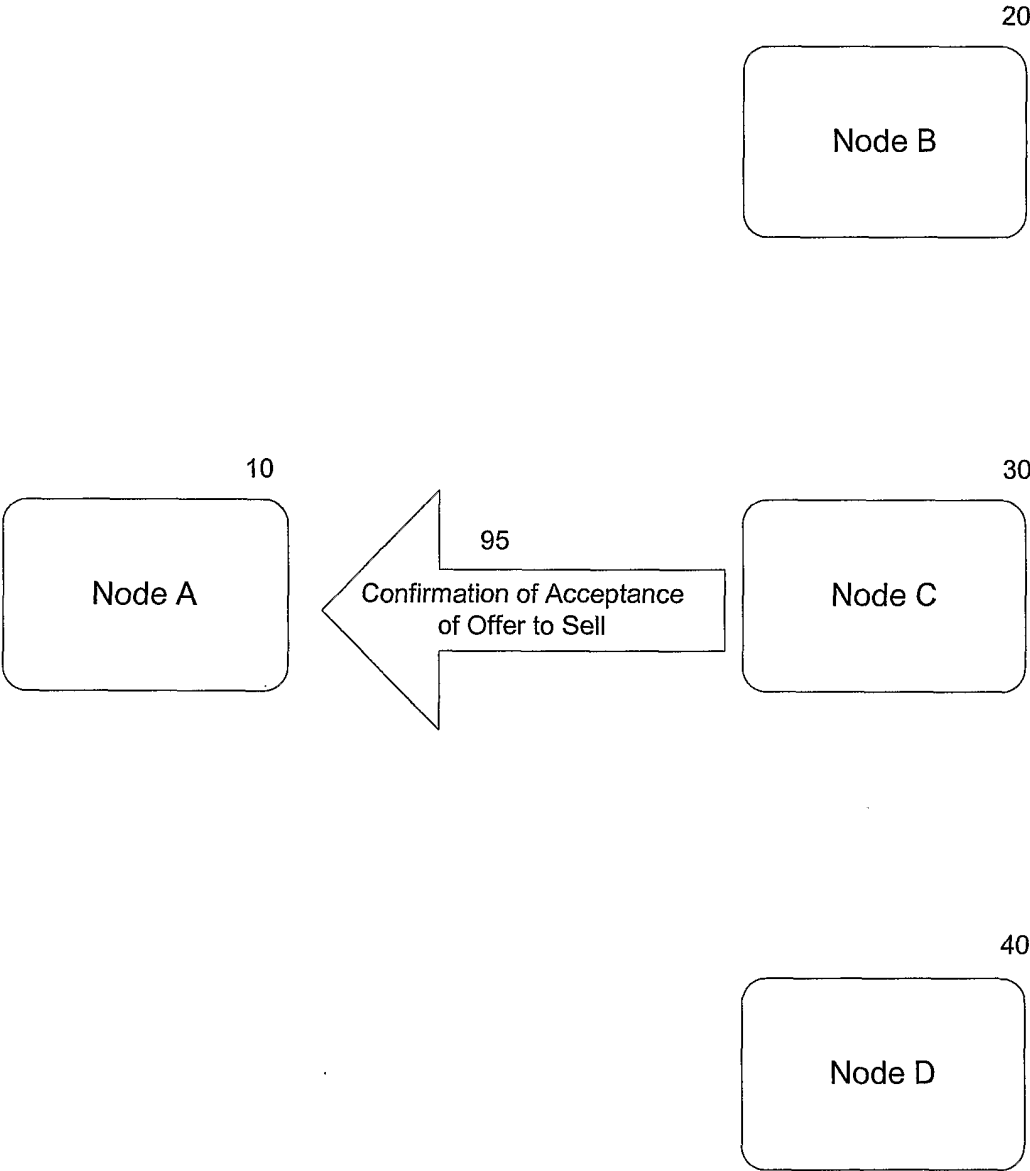 20
Node B
10
30
95
Node A
Confirmation of Acceptance
of Offer to Sell
Node C
40
Node D